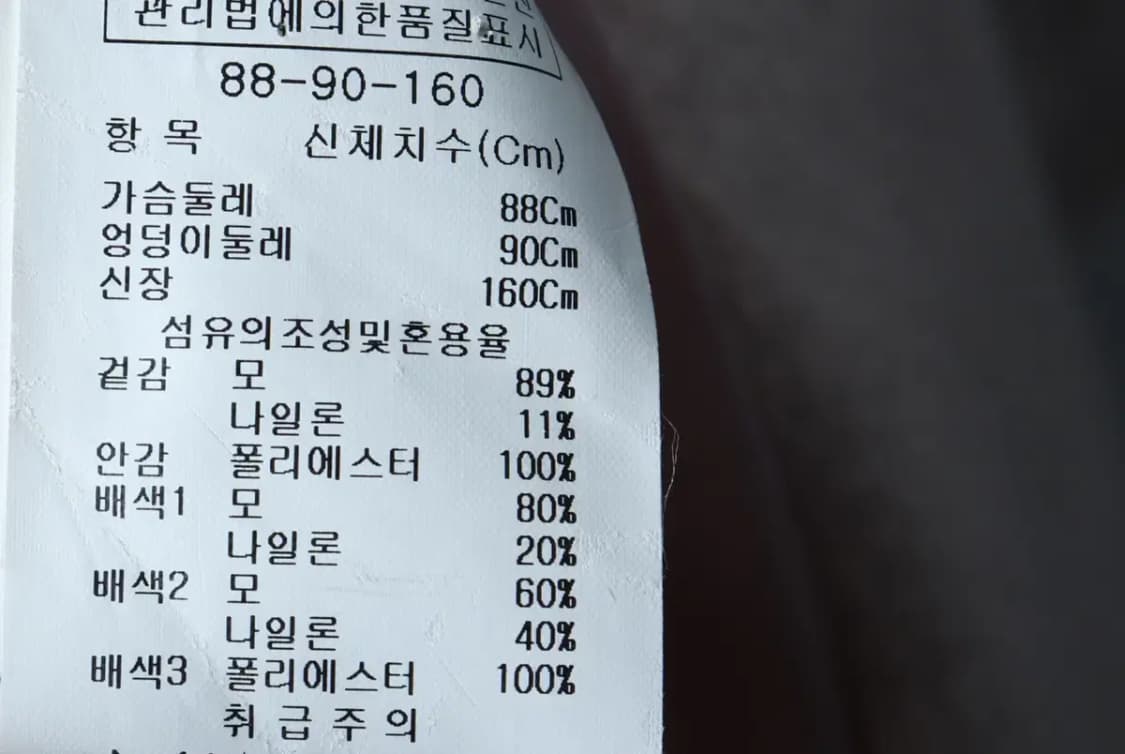 관리법에의한품질표시
88-90-160
항 목 신체치수(Cm)
가슴둘레 88Cm
엉덩이둘레 90Cm
신장 160Cm
섬유의조성및혼용율
겉감 모 89%
나일론 11%
안감 폴리에스터 100%
배색1 모 80%
나일론 20%
배색2 모 60%
나일론 40%
배색3 폴리에스터 100%
취급주의